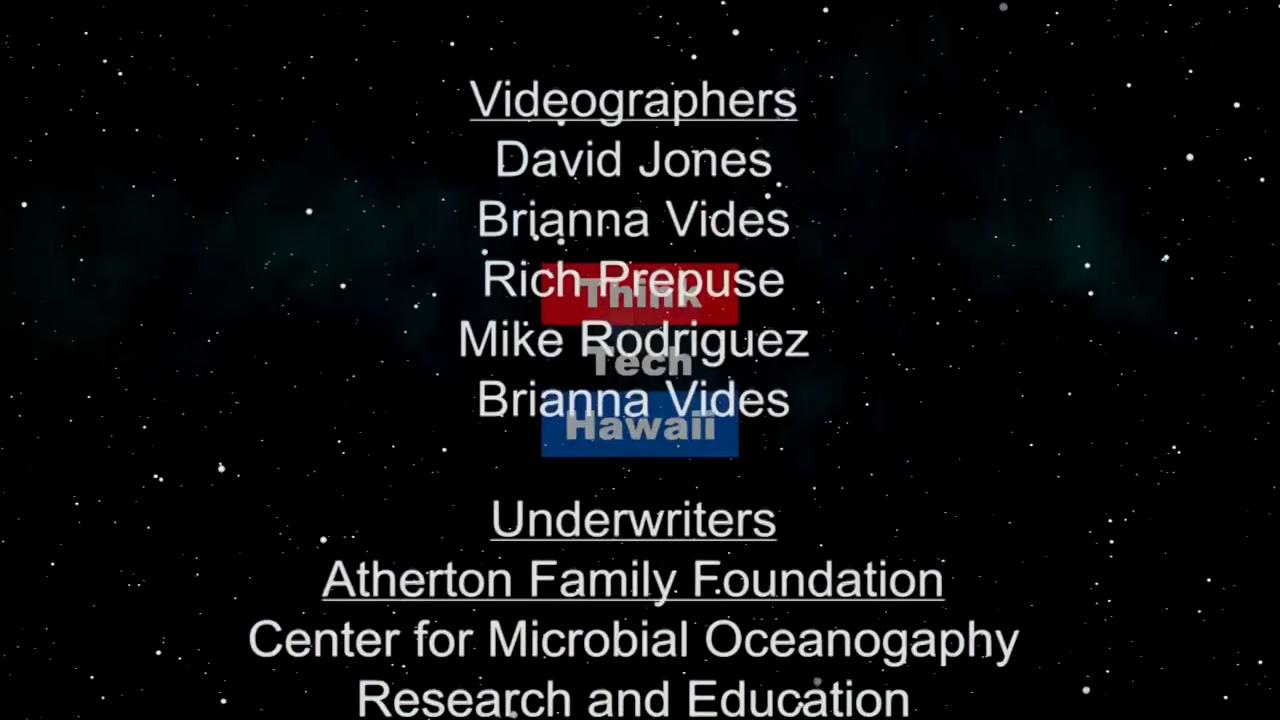 Videographers
David Jones
Brianna Vides
Rich Prepuse
Think
Mike Rodriguez
Tech
Brianna Vides
Hawaii
Underwriters
Atherton Family Foundation
Center for Microbial Oceanogaphy
Research and Education